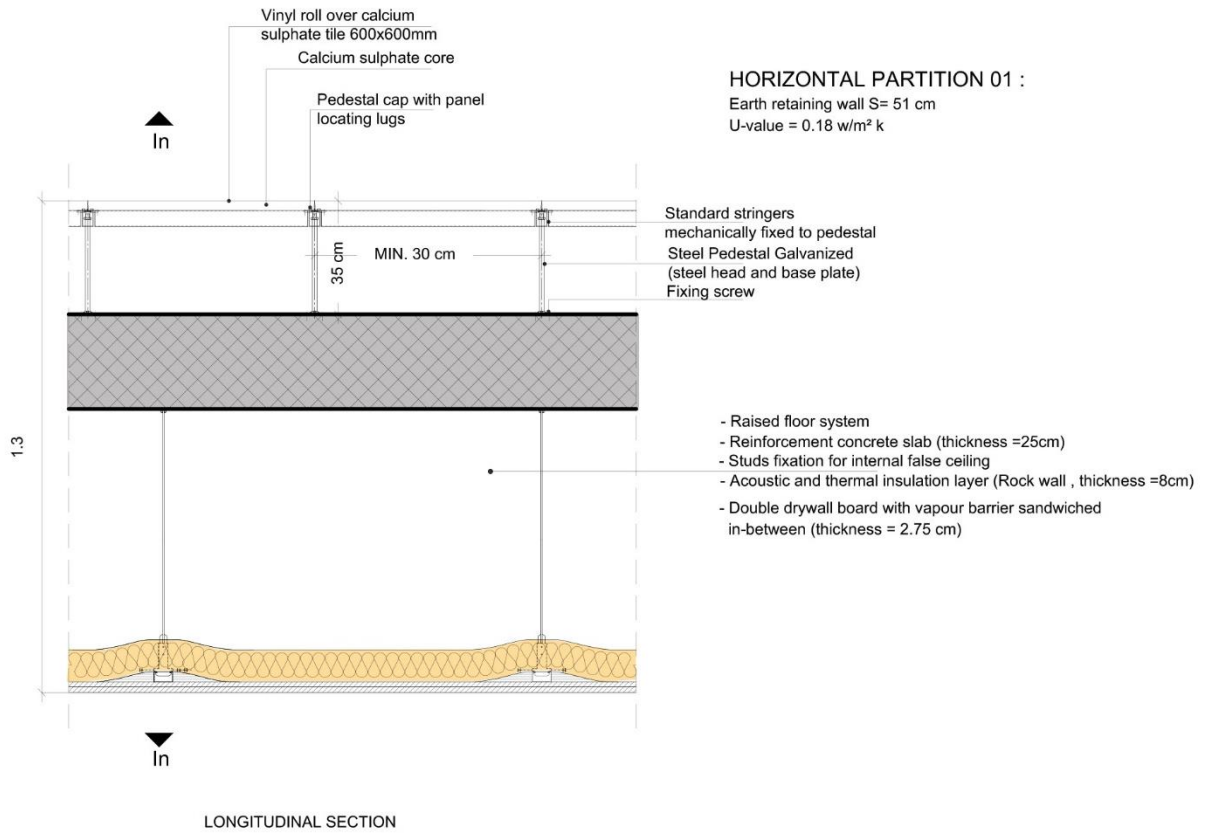 Vinyl roll over calcium
sulphate tile 600x600mm
Calcium sulphate core
Pedestal cap with panel
locating lugs
HORIZONTAL PARTITION 01 :
Earth retaining wall S= 51 cm
U-value = 0.18 w/m² k
In
Standard stringers
mechanically fixed to pedestal
Steel Pedestal Galvanized
(steel head and base plate)
Fixing screw
35 cm
MIN. 30 cm
1.3
- Raised floor system
- Reinforcement concrete slab (thickness =25cm)
- Studs fixation for internal false ceiling
- Acoustic and thermal insulation layer (Rock wall , thickness =8cm)
- Double drywall board with vapour barrier sandwiched
in-between (thickness = 2.75 cm)
In
LONGITUDINAL SECTION